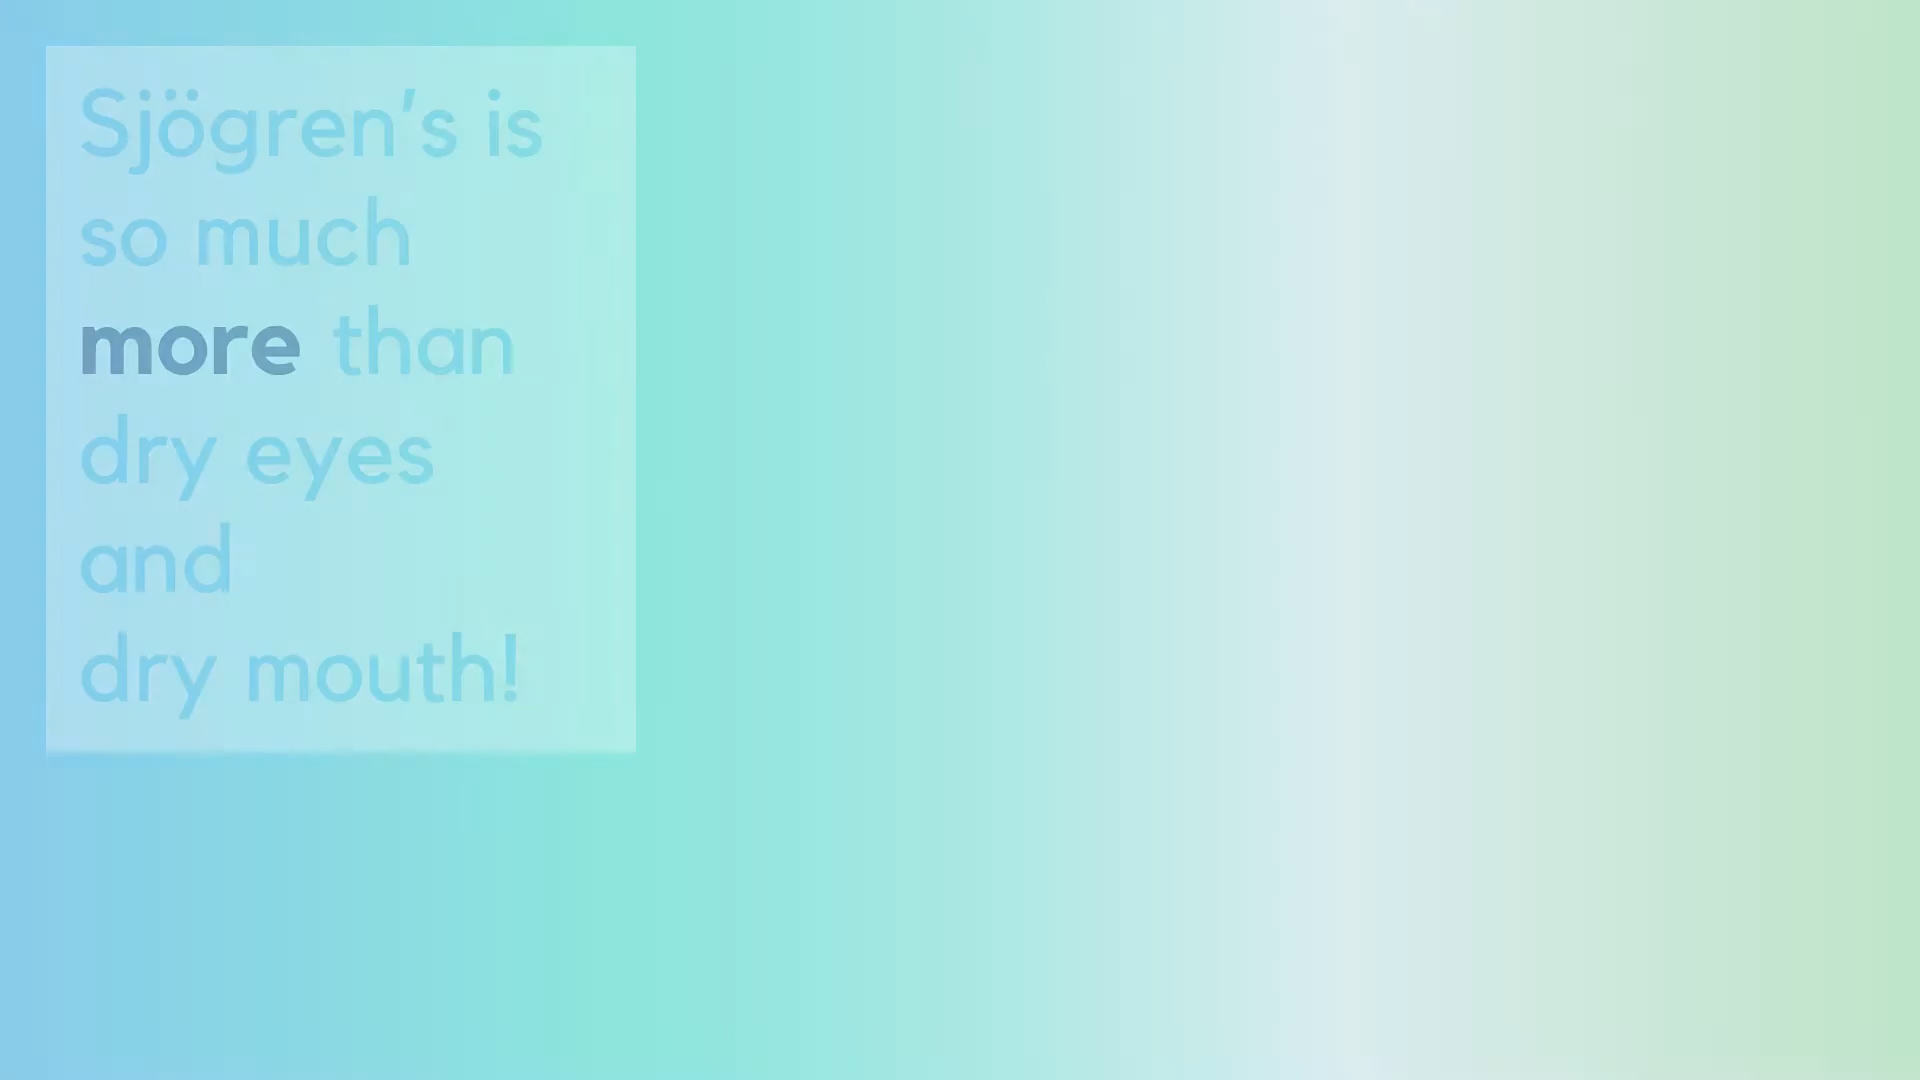 Sjögren's is
so much
more than
dry eyes
and
dry mouth!